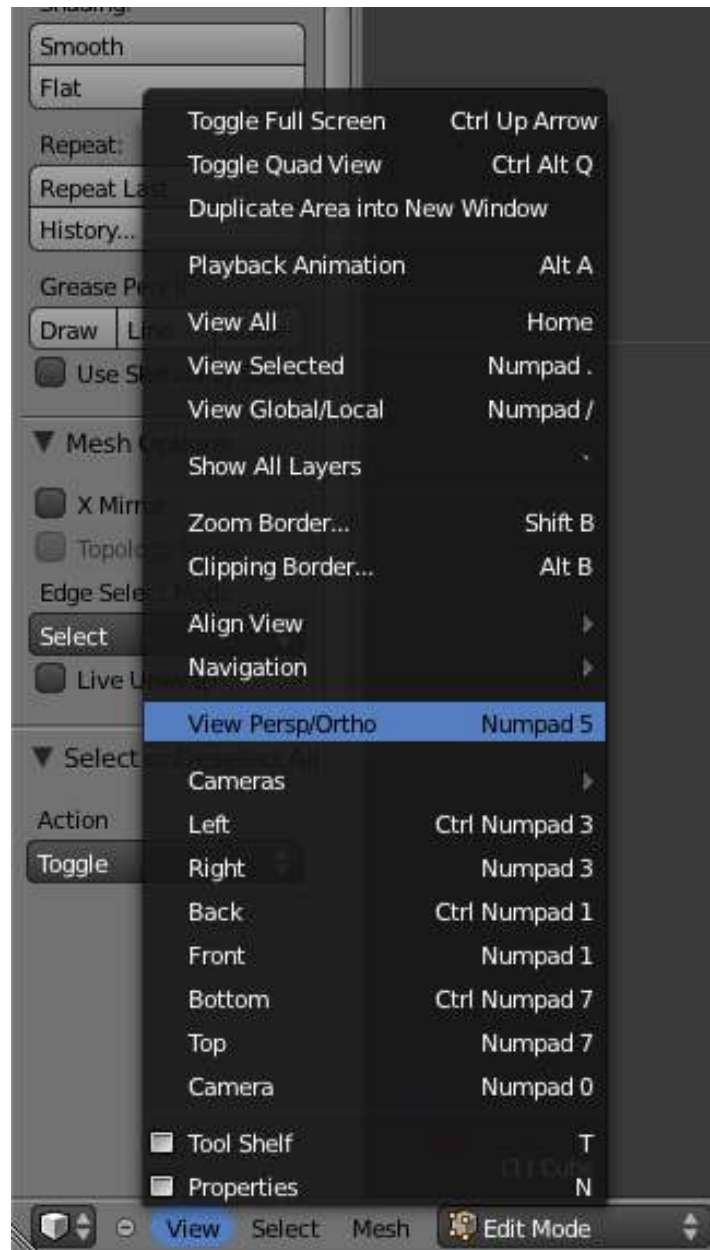 Shading:
Smooth
Flat
Repeat:
Repeat
History...
Grease
Draw
Use
Mesh
X
Edge
Select
Live
Select
Action
Toggle
Toggle Full Screen Ctrl Up Arrow
Toggle Quad View Ctrl Alt Q
Duplicate Area into New Window
Playback Animation Alt A
View All Home
View Selected Numpad .
View Global/Local Numpad /
Show All Layers `
Zoom Border... Shift B
Clipping Border... Alt B
Align View
Navigation
View Persp/Ortho Numpad 5
Cameras
Left Ctrl Numpad 3
Right Numpad 3
Back Ctrl Numpad 1
Front Numpad 1
Bottom Ctrl Numpad 7
Top Numpad 7
Camera Numpad 0
Tool Shelf T
Properties N
(1) Cube
View Select Mesh Edit Mode